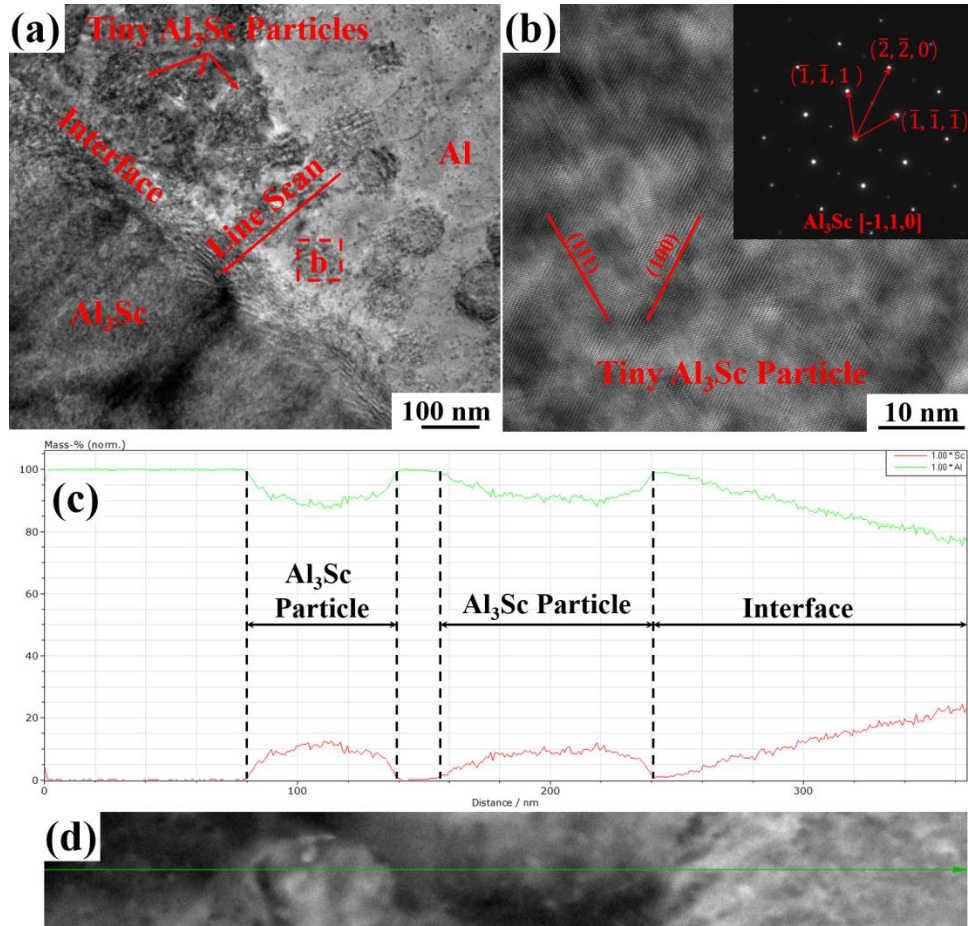 (a)
Tiny Al₃Sc Particles
Interface
Line Scan
Al
b
Al₃Sc
100 nm
(b)
(2̅,2̅,0)
(1̅,1̅,1)
(1̅,1̅,1̅)
Al₃Sc [-1,1,0]
(111)
(100)
Tiny Al₃Sc Particle
10 nm
Mass-% (norm.)
1.00 * Sc
1.00 * Al
(c)
100
80
60
40
20
0
Al₃Sc
Particle
Al₃Sc Particle
Interface
0
100
200
300
Distance / nm
(d)